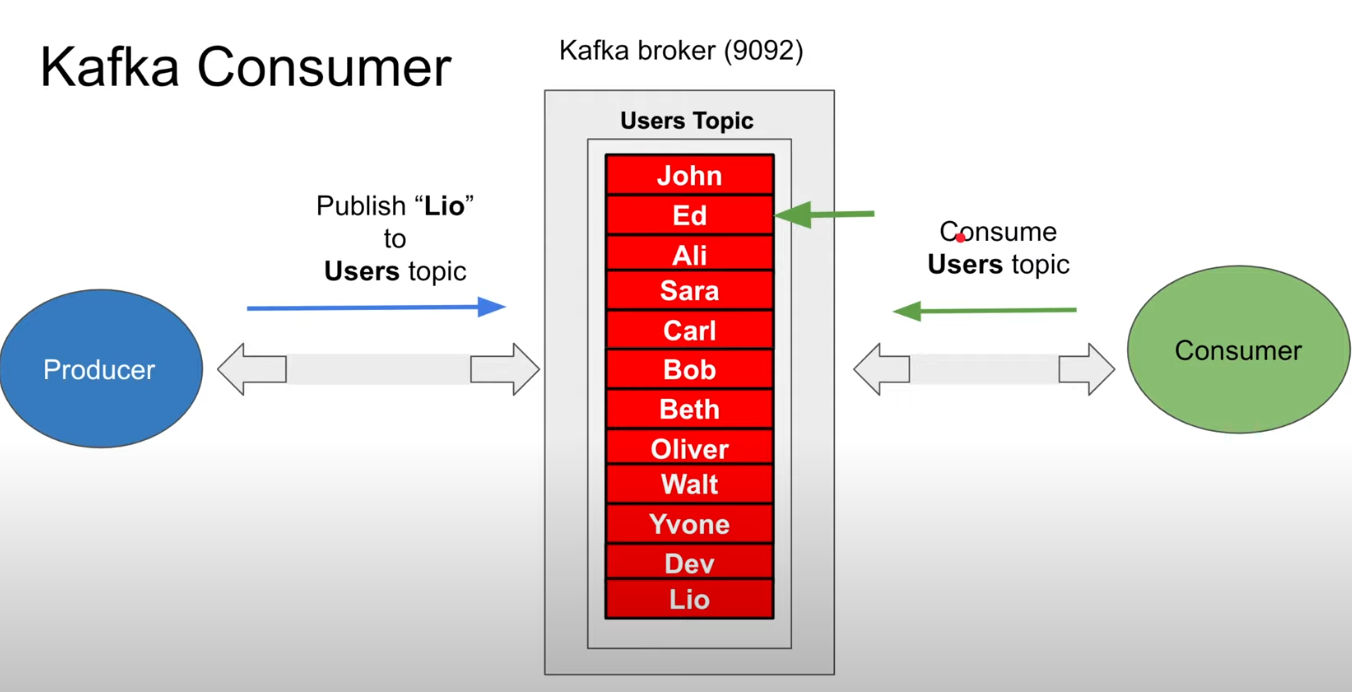 Kafka Consumer
Kafka broker (9092)
Users Topic
John
Ed
Ali
Sara
Carl
Bob
Beth
Oliver
Walt
Yvone
Dev
Lio
Publish “Lio”
to
Users topic
Producer
Consume
Users topic
Consumer